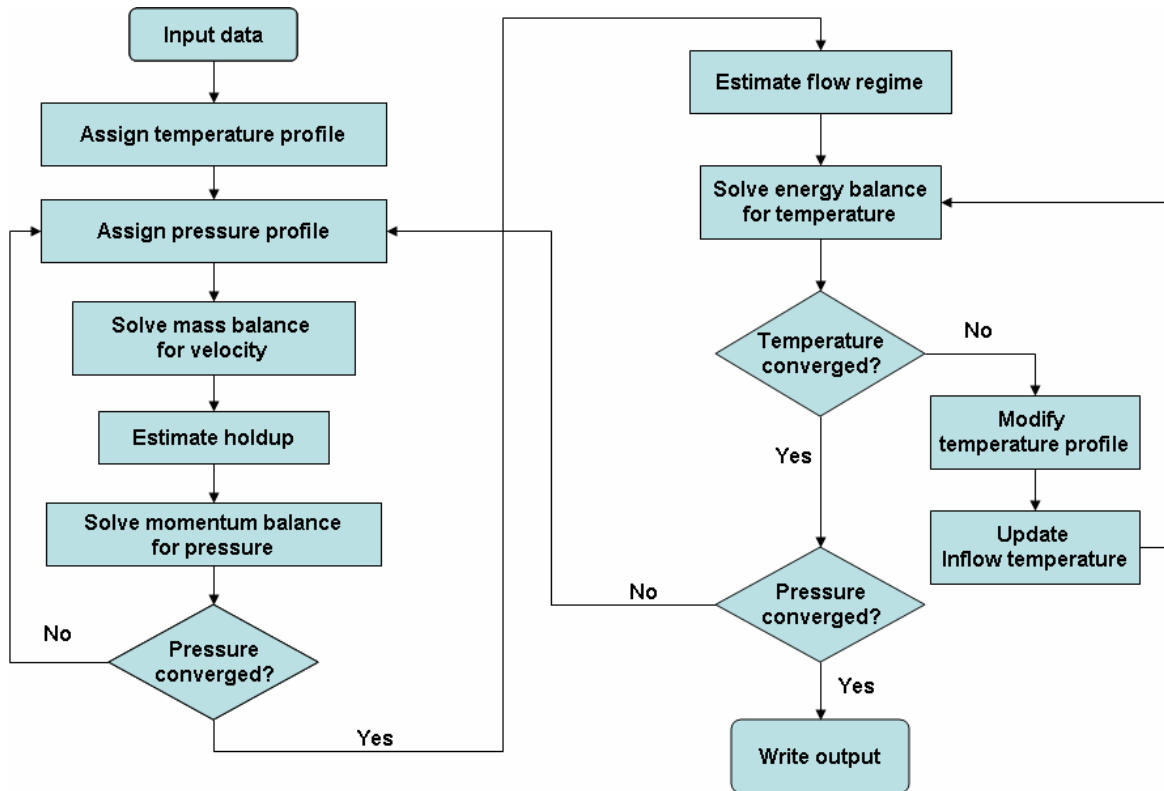 Input data
Assign temperature profile
Assign pressure profile
Solve mass balance
for velocity
Estimate holdup
Solve momentum balance
for pressure
No
Pressure
converged?
Yes
Estimate flow regime
Solve energy balance
for temperature
Temperature
converged?
No
Modify
temperature profile
Update
Inflow temperature
Yes
Pressure
converged?
No
Yes
Write output